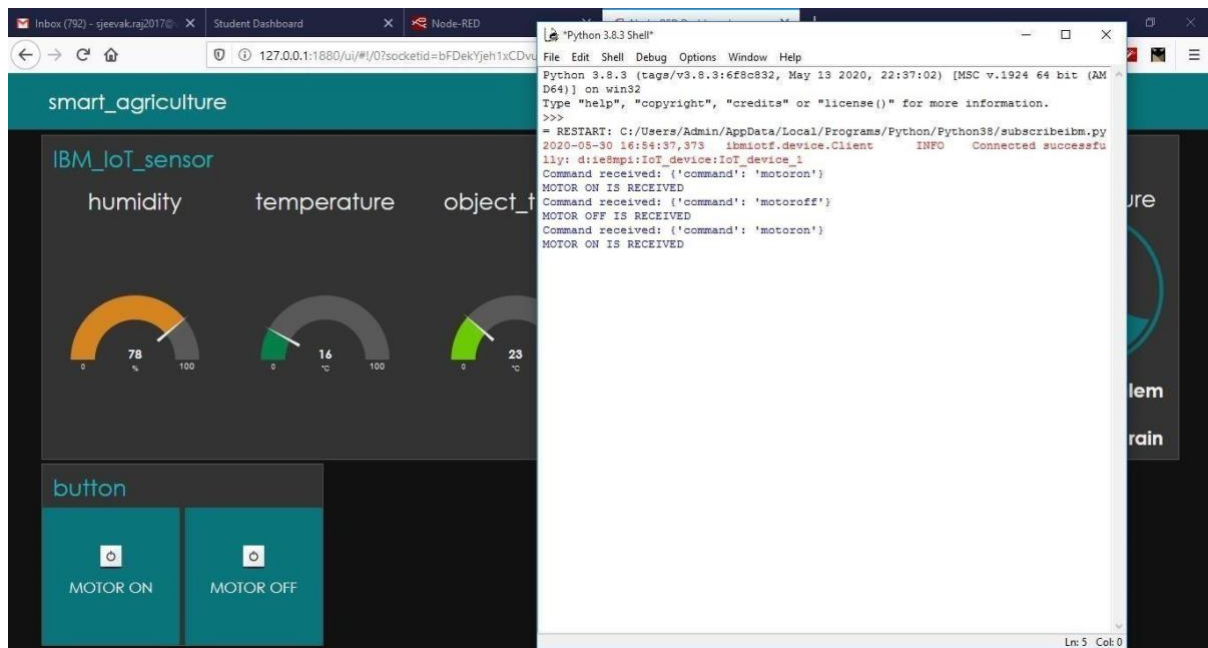 Inbox (792) - sjeevak.raj2017@
Student Dashboard
Node-RED
127.0.0.1:1880/ui/#!/0?socketid=bFDekYjeh1xCDvu
smart_agriculture
IBM_IoT_sensor
humidity
temperature
object_t
78
%
0
100
16
°C
0
100
23
°C
0
ure
lem
rain
button
MOTOR ON
MOTOR OFF
*Python 3.8.3 Shell*
File Edit Shell Debug Options Window Help
Python 3.8.3 (tags/v3.8.3:6f8c832, May 13 2020, 22:37:02) [MSC v.1924 64 bit (AM
D64)] on win32
Type "help", "copyright", "credits" or "license()" for more information.
>>>
= RESTART: C:/Users/Admin/AppData/Local/Programs/Python/Python38/subscribeibm.py
2020-05-30 16:54:37,373 ibmiotf.device.Client INFO Connected successfu
lly: d:ie8mpi:IoT_device:IoT_device_1
Command received: {'command': 'motoron'}
MOTOR ON IS RECEIVED
Command received: {'command': 'motoroff'}
MOTOR OFF IS RECEIVED
Command received: {'command': 'motoron'}
MOTOR ON IS RECEIVED
Ln: 5 Col: 0